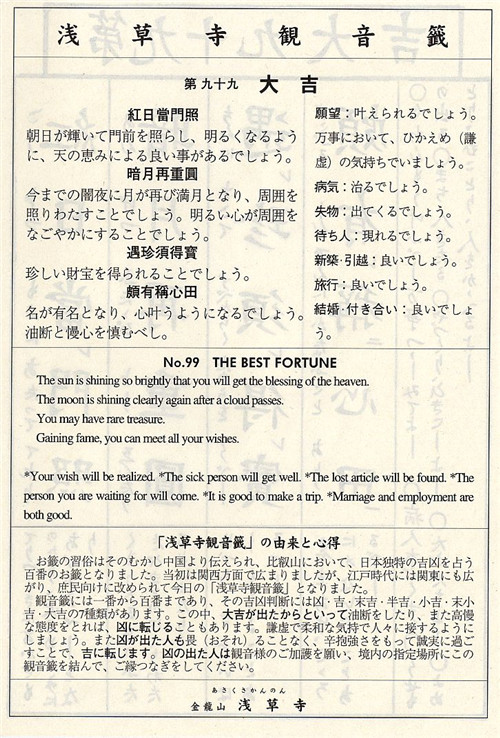 浅草寺観音籤
第九十九 大吉
紅日當門照
朝日が輝いて門前を照らし、明るくなるよう
に、天の恵みによる良い事があるでしょう。
暗月再重圓
今までの闇夜に月が再び満月となり、周囲を
照りわたすことでしょう。明るい心が周囲を
なごやかにすることでしょう。
遇珍須得寶
珍しい財宝を得られることでしょう。
頗有稱心田
名が有名となり、心叶うようになるでしょう。
油断と慢心を慎むべし。
願望:叶えられるでしょう。
万事において、ひかえめ(謙
虚)の気持ちでいましょう。
病気:治るでしょう。
失物:出てくるでしょう。
待ち人:現れるでしょう。
新築·引越:良いでしょう。
旅行:良いでしょう。
結婚·付き合い:良いでしょ
う。
No.99 THE BEST FORTUNE
The sun is shining so brightly that you will get the blessing of the heaven.
The moon is shining clearly again after a cloud passes.
You may have rare treasure.
Gaining fame, you can meet all your wishes.
*Your wish will be realized. *The sick person will get well. *The lost article will be found. *The
person you are waiting for will come. *It is good to make a trip. *Marriage and employment are
both good.
「浅草寺観音籤」の由来と心得
お籤の習俗はそのむかし中国より伝えられ、比叡山において、日本独特の吉凶を占う
百番のお籤となりました。当初は関西方面で広まりましたが、江戸時代には関東にも広
がり、庶民向けに改められて今日の「浅草寺観音籤」となりました。
観音籤には一番から百番まであり、その吉凶判断には凶・吉・末吉・半吉・小吉・末小
吉・大吉の7種類があります。この中、大吉が出たからといって油断をしたり、また高慢
な態度をとれば、凶に転じることもあります。謙虚で柔和な気持で人々に接するように
しましょう。また凶が出た人も畏(おそれ)ることなく、辛抱強さをもって誠実に過ご
すことで、吉に転じます。凶の出た人は観音様のご加護を願い、境内の指定場所にこの
観音籤を結んで、ご縁つなぎをしてください。
あさくさかんのん
金龍山 浅草寺